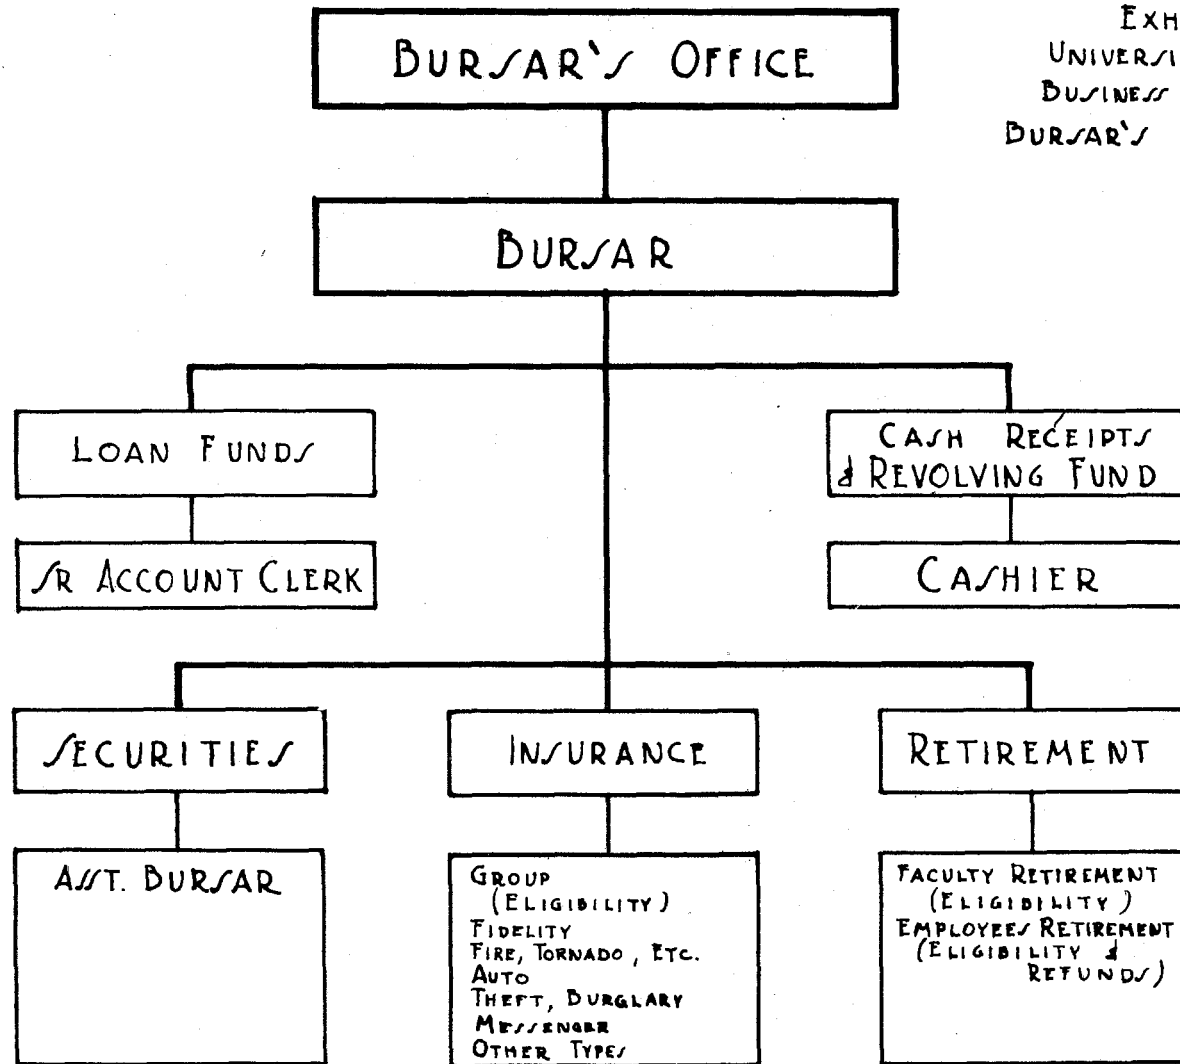 BURSAR'S OFFICE
EXH
UNIVERSI
BUSINESS
BURSAR'S
BURSAR
LOAN FUNDS
CASH RECEIPTS
& REVOLVING FUND
SR ACCOUNT CLERK
CASHIER
SECURITIES
INSURANCE
RETIREMENT
ASST. BURSAR
GROUP
(ELIGIBILITY)
FIDELITY
FIRE, TORNADO, ETC.
AUTO
THEFT, BURGLARY
MESSENGER
OTHER TYPES
FACULTY RETIREMENT
(ELIGIBILITY)
EMPLOYEES RETIREMENT
(ELIGIBILITY &
REFUNDS)